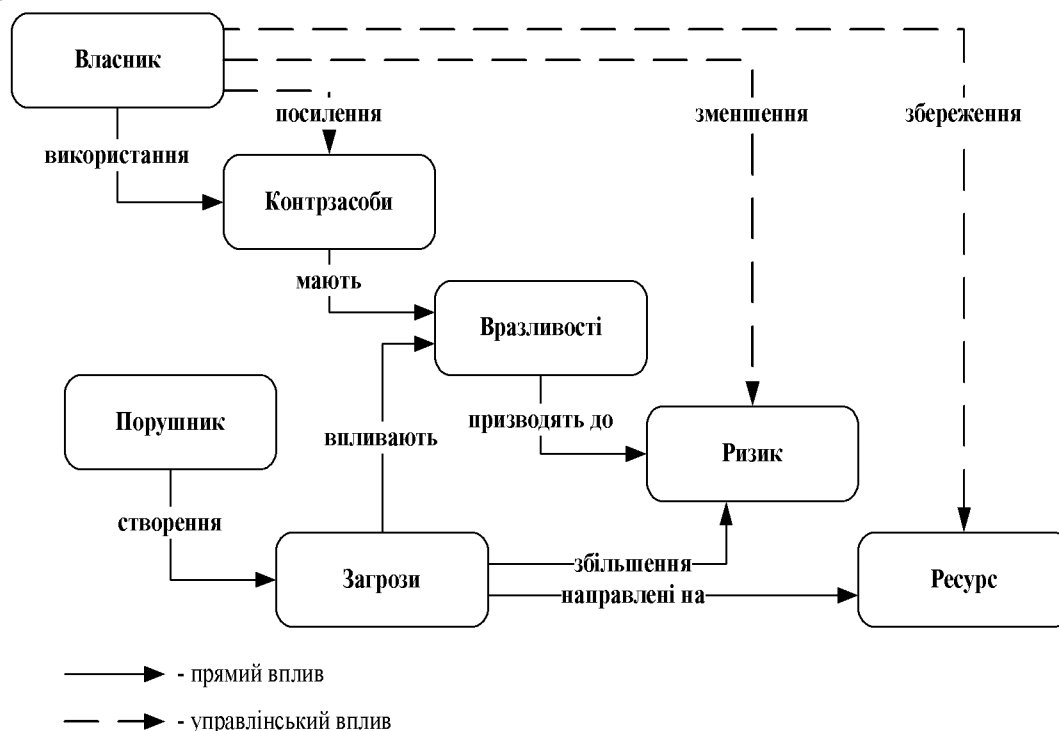 Власник
посилення
зменшення
збереження
використання
Контрзасоби
мають
Вразливості
Порушник
впливають
призводять до
Ризик
створення
Загрози
збільшення
направлені на
Ресурс
- прямий вплив
- управлінський вплив